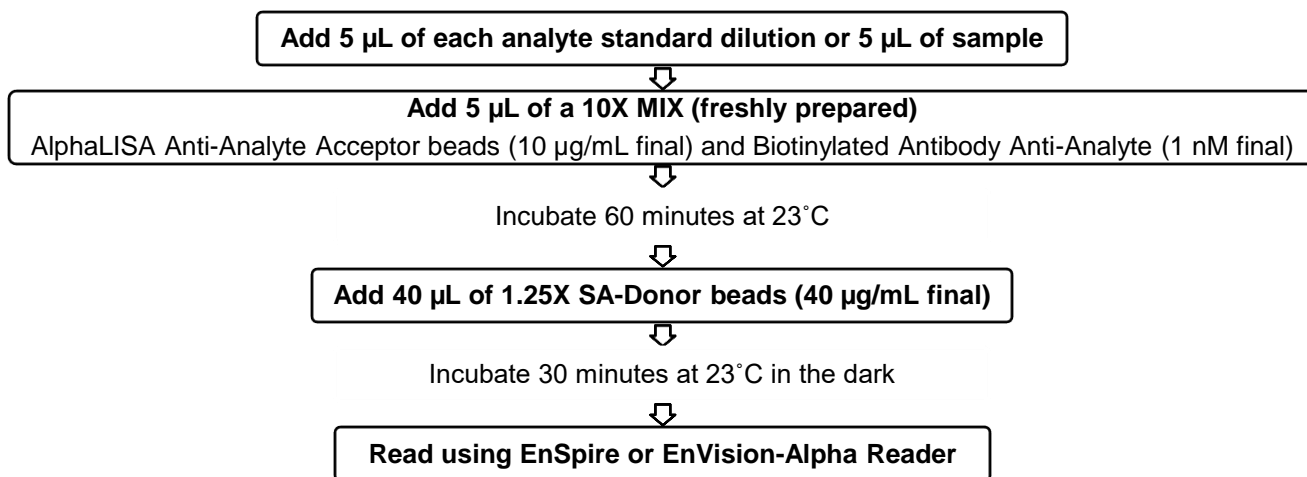 Add 5 µL of each analyte standard dilution or 5 µL of sample
Add 5 µL of a 10X MIX (freshly prepared)
AlphaLISA Anti-Analyte Acceptor beads (10 µg/mL final) and Biotinylated Antibody Anti-Analyte (1 nM final)
Incubate 60 minutes at 23˚C
Add 40 µL of 1.25X SA-Donor beads (40 µg/mL final)
Incubate 30 minutes at 23˚C in the dark
Read using EnSpire or EnVision-Alpha Reader